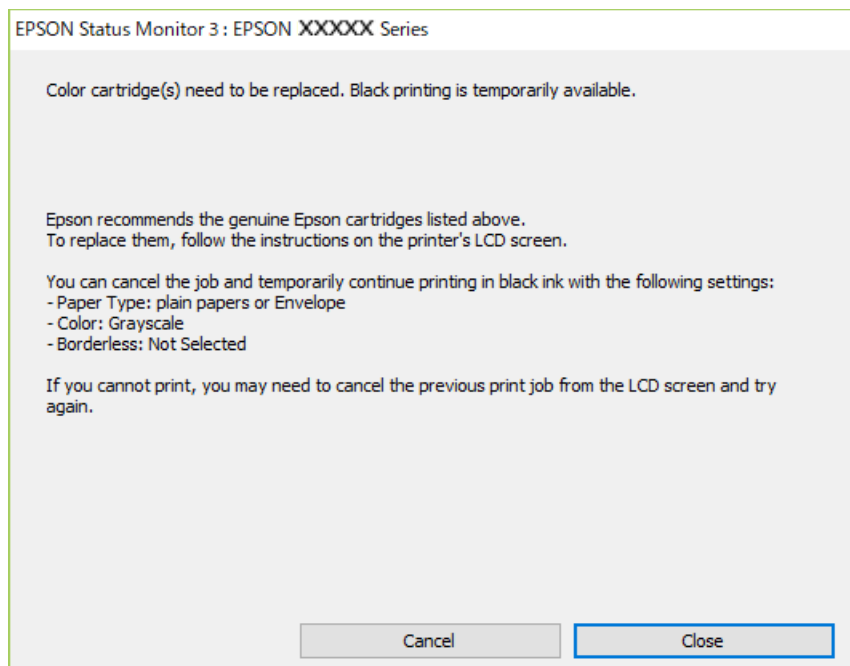 EPSON Status Monitor 3 : EPSON XXXXX Series
Color cartridge(s) need to be replaced. Black printing is temporarily available.
Epson recommends the genuine Epson cartridges listed above.
To replace them, follow the instructions on the printer's LCD screen.
You can cancel the job and temporarily continue printing in black ink with the following settings:
- Paper Type: plain papers or Envelope
- Color: Grayscale
- Borderless: Not Selected
If you cannot print, you may need to cancel the previous print job from the LCD screen and try
again.
Cancel
Close